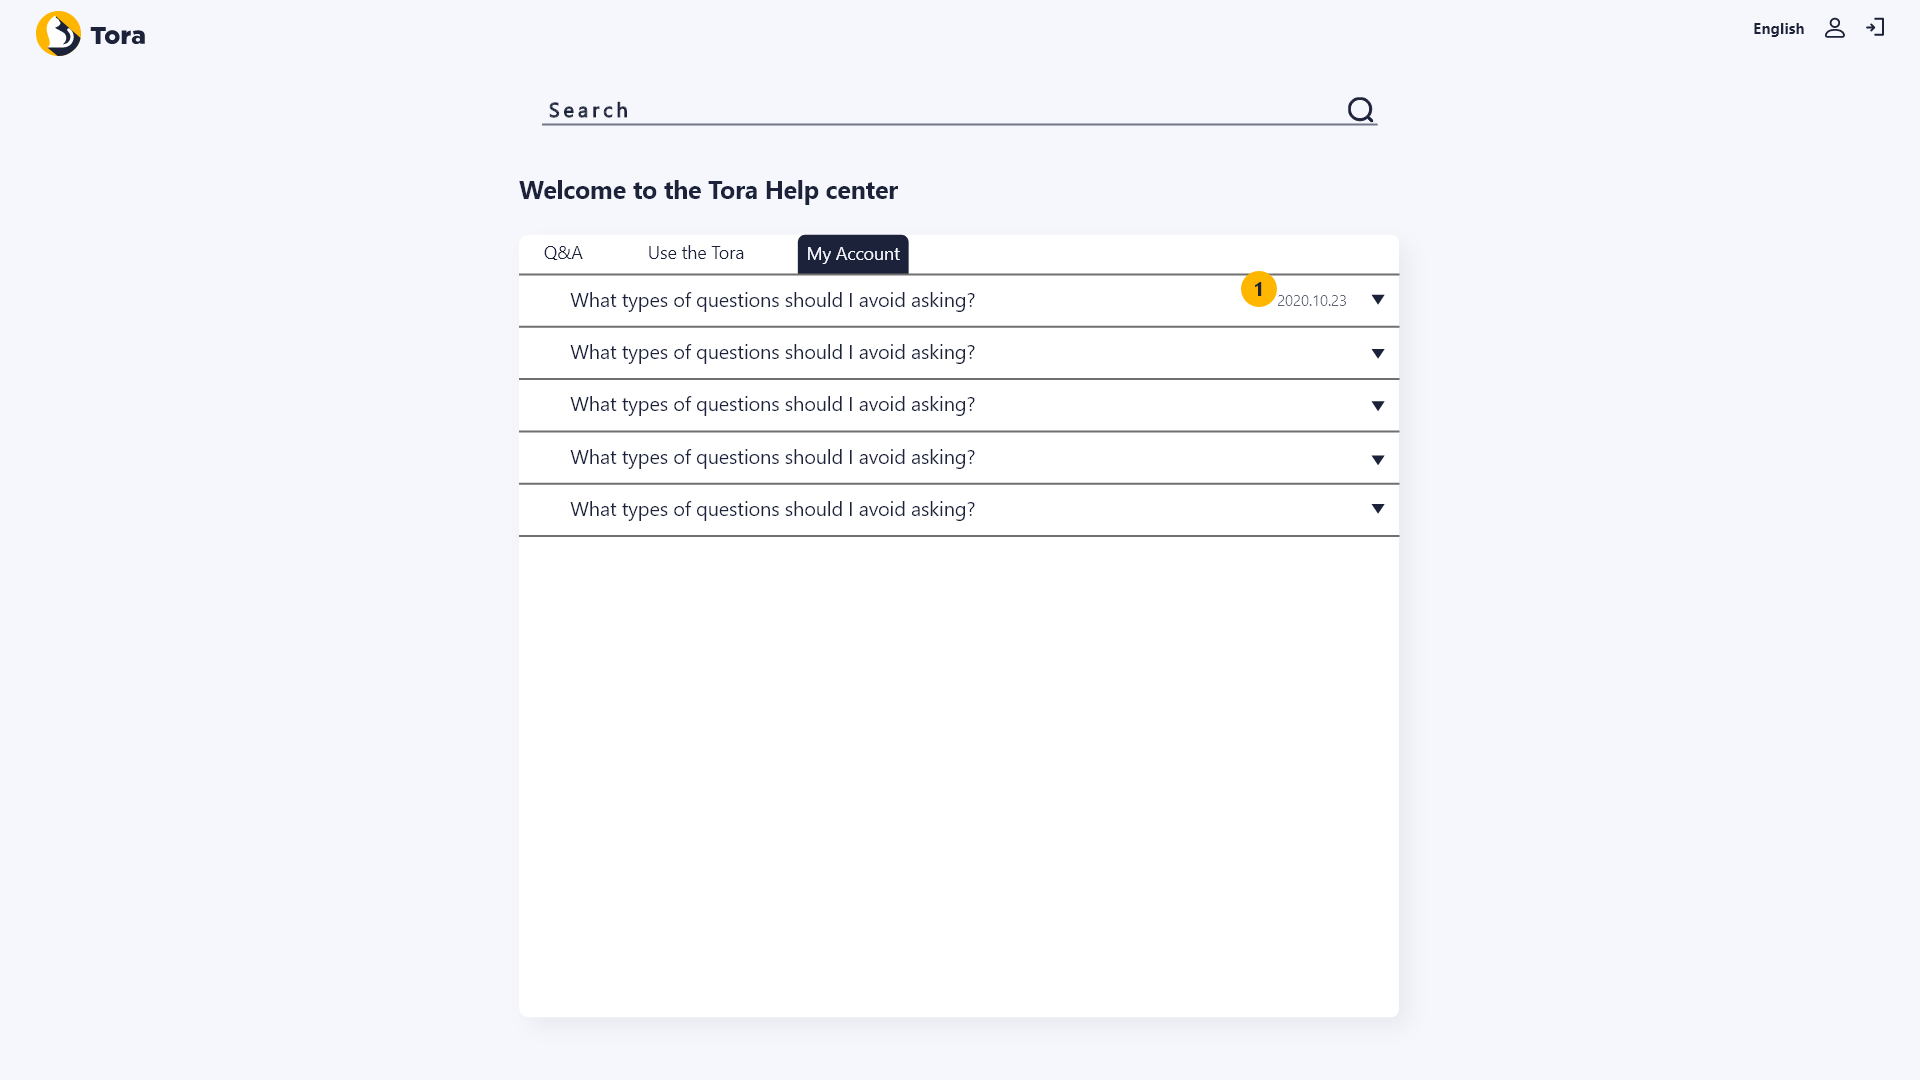 Tora
English
Search
Welcome to the Tora Help center
Q&A Use the Tora My Account
What types of questions should I avoid asking? 1 2020.10.23
What types of questions should I avoid asking?
What types of questions should I avoid asking?
What types of questions should I avoid asking?
What types of questions should I avoid asking?